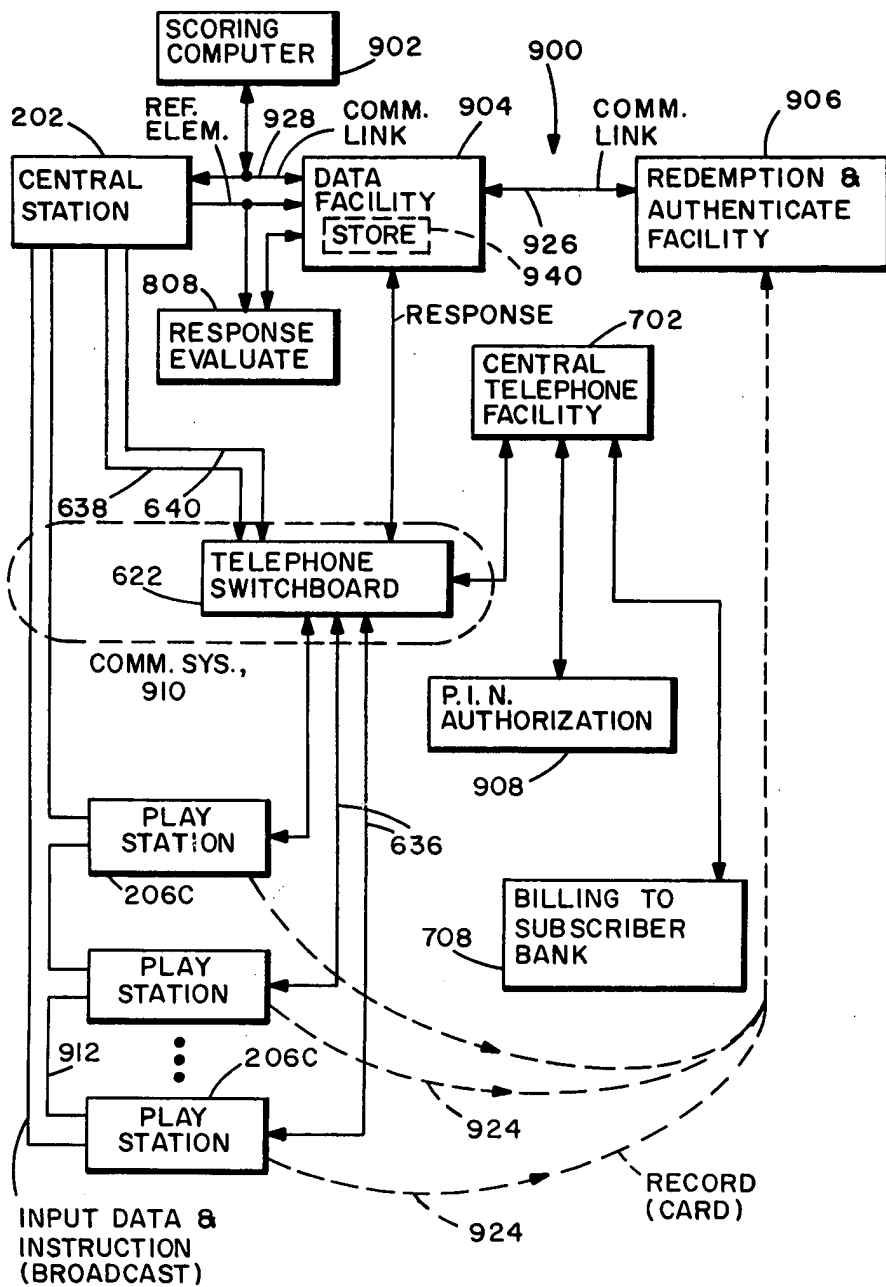 SCORING
COMPUTER
902
900
REF.
ELEM.
928
COMM.
LINK
904
COMM.
LINK
906
202
CENTRAL
STATION
DATA
FACILITY
STORE
926
940
REDEMPTION &
AUTHENTICATE
FACILITY
808
RESPONSE
EVALUATE
RESPONSE
702
CENTRAL
TELEPHONE
FACILITY
638
640
622
TELEPHONE
SWITCHBOARD
COMM. SYS.,
910
P.I.N.
AUTHORIZATION
908
PLAY
STATION
206C
636
BILLING TO
SUBSCRIBER
BANK
708
PLAY
STATION
912
206C
924
PLAY
STATION
924
RECORD
(CARD)
INPUT DATA &
INSTRUCTION
(BROADCAST)